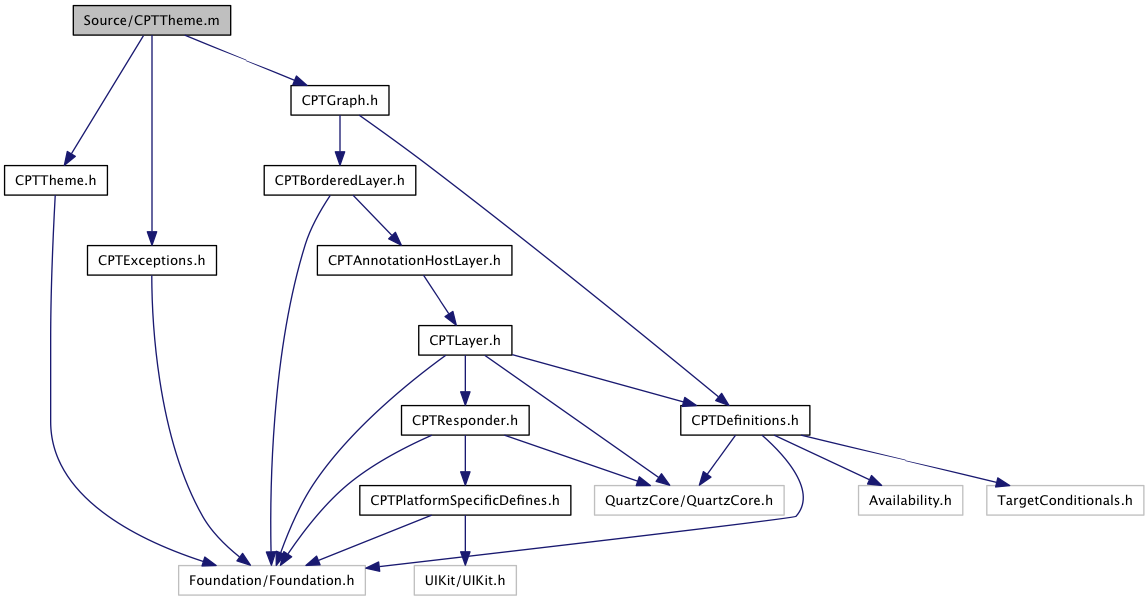 Source/CPTTheme.m
CPTGraph.h
CPTTheme.h
CPTBorderedLayer.h
CPTExceptions.h
CPTAnnotationHostLayer.h
CPTLayer.h
CPTResponder.h
CPTDefinitions.h
CPTPlatformSpecificDefines.h
QuartzCore/QuartzCore.h
Availability.h
TargetConditionals.h
Foundation/Foundation.h
UIKit/UIKit.h